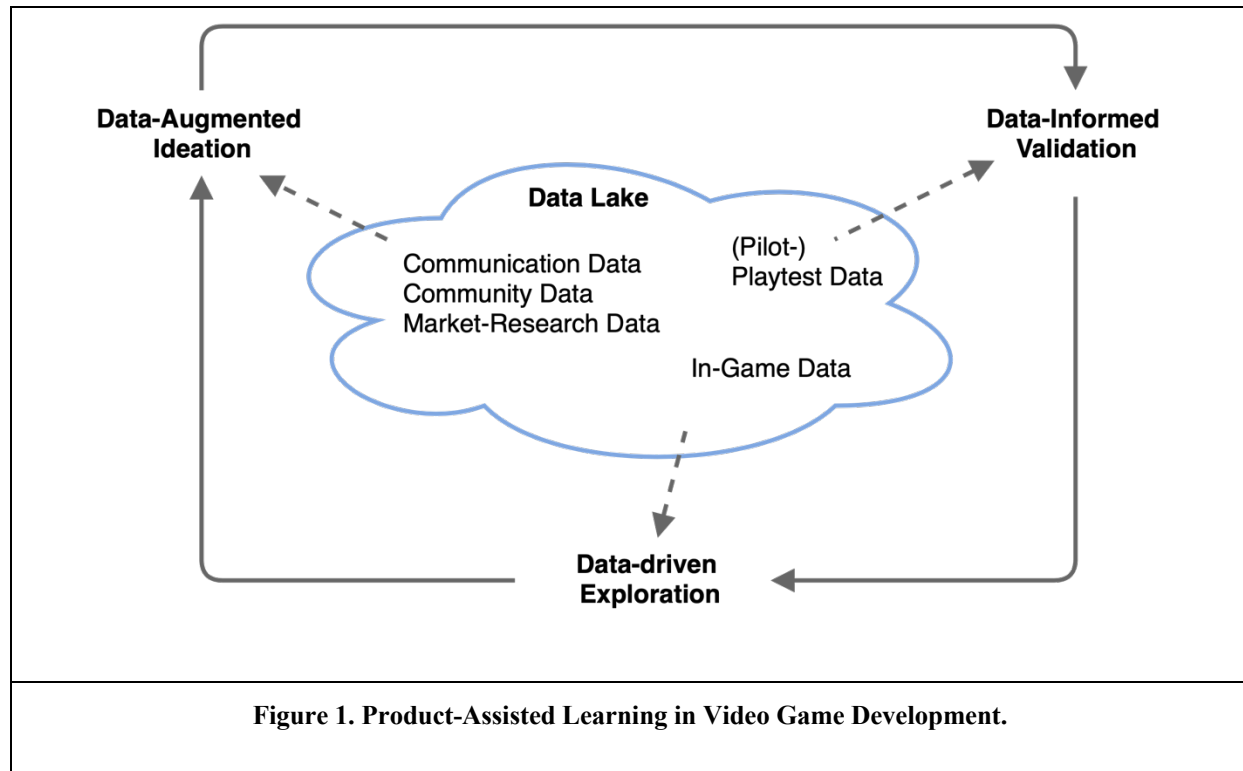 Data-Augmented
Ideation
Data-Informed
Validation
Data Lake
Communication Data
Community Data
Market-Research Data
(Pilot-)
Playtest Data
In-Game Data
Data-driven
Exploration
Figure 1. Product-Assisted Learning in Video Game Development.